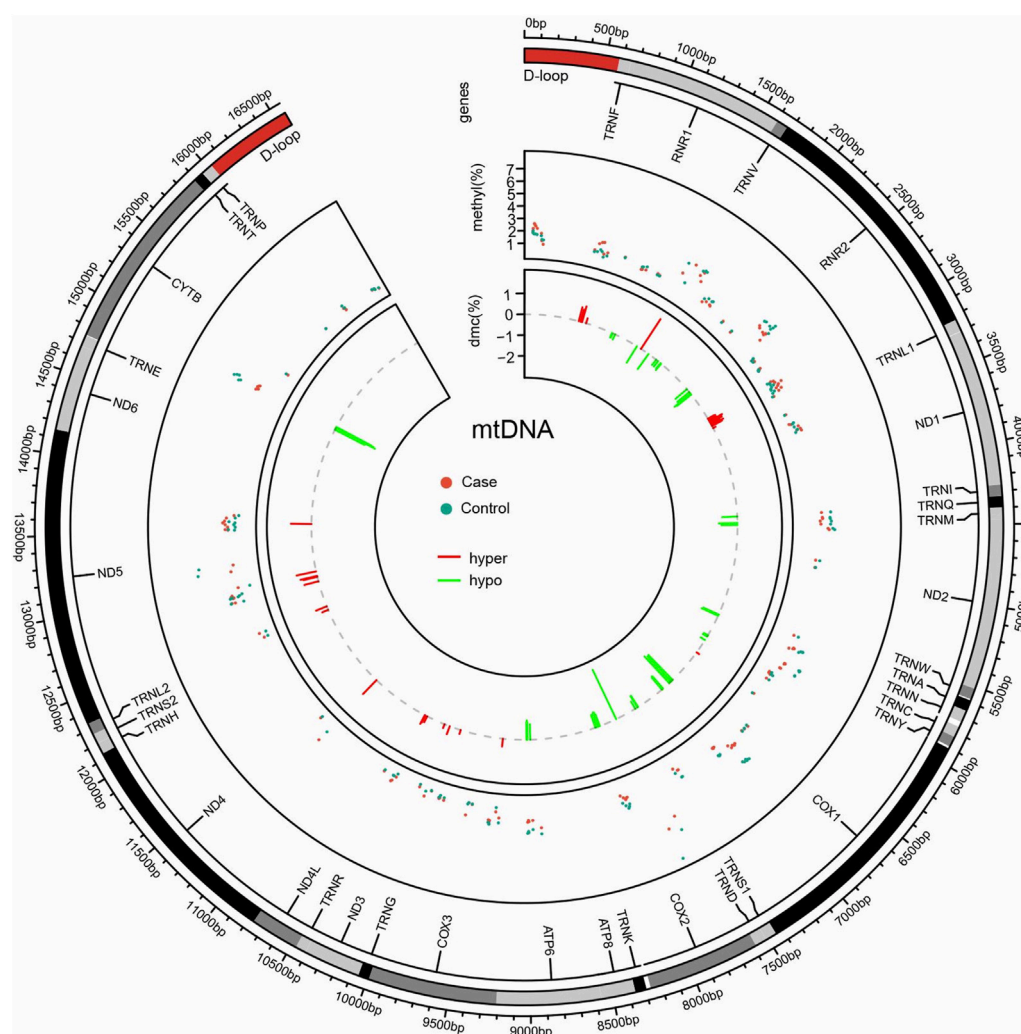 0bp
500bp
1000bp
1500bp
2000bp
2500bp
3000bp
3500bp
4000bp
5000bp
5500bp
6000bp
6500bp
7000bp
7500bp
8000bp
8500bp
9000bp
9500bp
10000bp
10500bp
11000bp
11500bp
12000bp
12500bp
13000bp
13500bp
14000bp
14500bp
15000bp
15500bp
16000bp
16500bp
D-loop
D-loop
genes
TRNF
RNR1
TRNV
RNR2
TRNL1
ND1
TRNI
TRNQ
TRNM
ND2
TRNW
TRNA
TRNN
TRNC
TRNY
COX1
TRNS1
TRND
COX2
TRNK
ATP8
ATP6
COX3
TRNG
ND3
TRNR
ND4L
ND4
TRNH
TRNS2
TRNL2
ND5
ND6
TRNE
CYTB
TRNT
TRNP
methyl(%)
7
6
5
4
3
2
1
dmc(%)
1
0
−1
−2
mtDNA
Case
Control
hyper
hypo